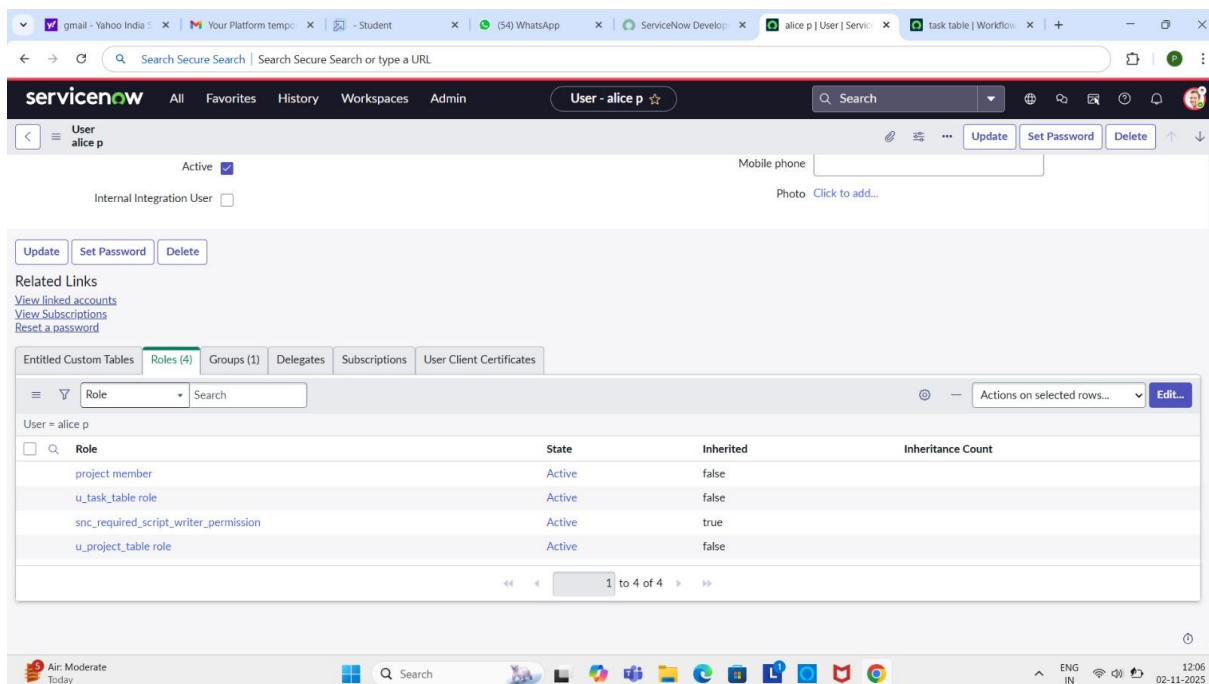 gmail - Yahoo India S
Your Platform tempo
- Student
(54) WhatsApp
ServiceNow Develop
alice p | User | Servic
task table | Workflow
Search Secure Search | Search Secure Search or type a URL
P
servicenow All Favorites History Workspaces Admin User - alice p Search
User
alice p
Update Set Password Delete
Active Mobile phone
Internal Integration User Photo Click to add...
Update Set Password Delete
Related Links
View linked accounts
View Subscriptions
Reset a password
Entitled Custom Tables Roles (4) Groups (1) Delegates Subscriptions User Client Certificates
Role Search Actions on selected rows... Edit...
User = alice p
Role State Inherited Inheritance Count
project member Active false
u_task_table role Active false
snc_required_script_writer_permission Active true
u_project_table role Active false
1 to 4 of 4
5 Air: Moderate
Today
Search
ENG
IN
12:06
02-11-2025